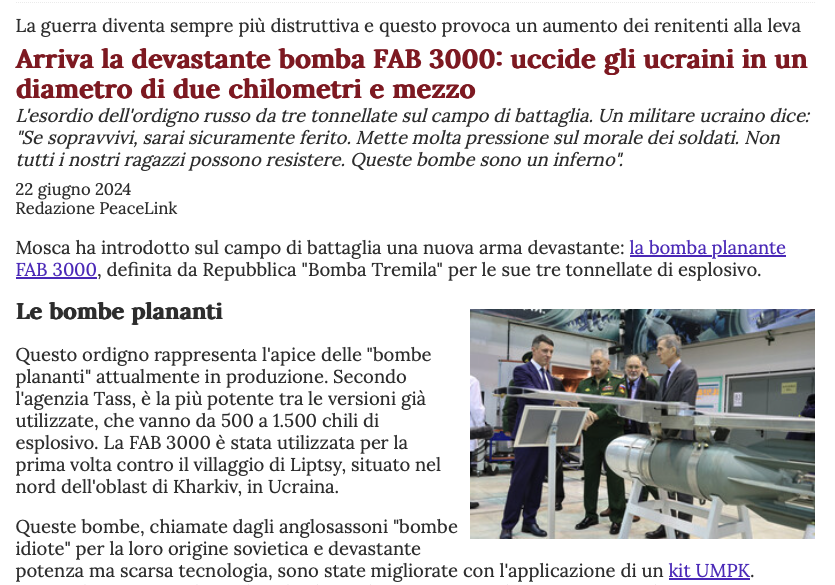 La guerra diventa sempre più distruttiva e questo provoca un aumento dei renitenti alla leva
Arriva la devastante bomba FAB 3000: uccide gli ucraini in un
diametro di due chilometri e mezzo
L'esordio dell'ordigno russo da tre tonnellate sul campo di battaglia. Un militare ucraino dice:
"Se sopravvivi, sarai sicuramente ferito. Mette molta pressione sul morale dei soldati. Non
tutti i nostri ragazzi possono resistere. Queste bombe sono un inferno".
22 giugno 2024
Redazione PeaceLink
Mosca ha introdotto sul campo di battaglia una nuova arma devastante: la bomba planante
FAB 3000, definita da Repubblica "Bomba Tremila" per le sue tre tonnellate di esplosivo.
Le bombe plananti
Questo ordigno rappresenta l'apice delle "bombe
plananti" attualmente in produzione. Secondo
l'agenzia Tass, è la più potente tra le versioni già
utilizzate, che vanno da 500 a 1.500 chili di
esplosivo. La FAB 3000 è stata utilizzata per la
prima volta contro il villaggio di Liptsy, situato nel
nord dell'oblast di Kharkiv, in Ucraina.
Queste bombe, chiamate dagli anglosassoni "bombe
idiote" per la loro origine sovietica e devastante
potenza ma scarsa tecnologia, sono state migliorate con l'applicazione di un kit UMPK.